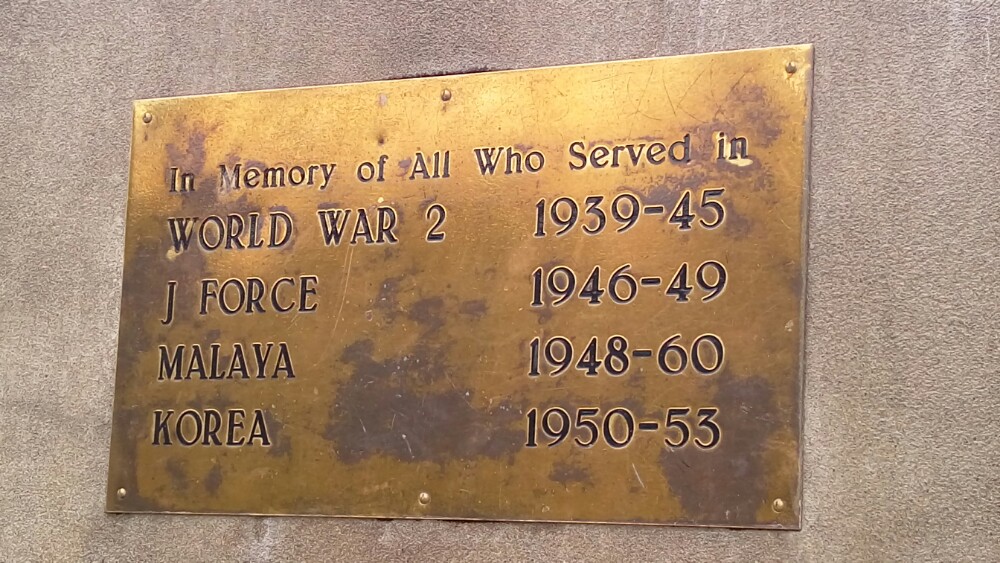 In Memory of All Who Served in
WORLD WAR 2 1939-45
J FORCE 1946-49
MALAYA 1948-60
KOREA 1950-53